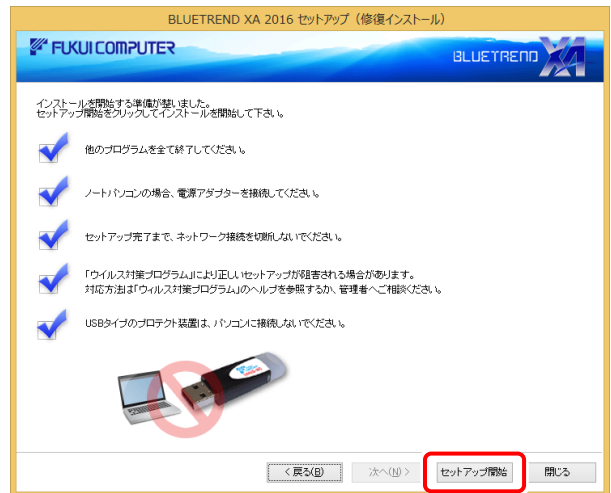 BLUETREND XA 2016 セットアップ（修復インストール）
FUKUI COMPUTER
BLUETREND XA
インストールを開始する準備が整いました。
セットアップ開始をクリックしてインストールを開始して下さい。
他のプログラムを全て終了してください。
ノートパソコンの場合、電源アダプターを接続してください。
セットアップ完了まで、ネットワーク接続を切断しないでください。
「ウイルス対策プログラム」により正しいセットアップが阻害される場合があります。
対応方法は「ウィルス対策プログラム」のヘルプを参照するか、管理者へご相談ください。
USBタイプのプロテクト装置は、パソコンに接続しないでください。
< 戻る(B)
次へ(N) >
セットアップ開始
閉じる